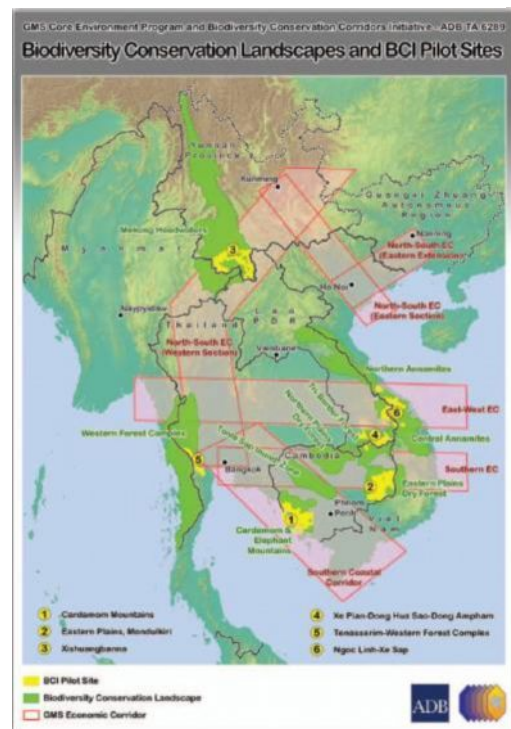 GMS Core Environment Program and Biodiversity Conservation Corridors Initiative - ADB TA 6289
Biodiversity Conservation Landscapes and BCI Pilot Sites
Yunnan
Province
Kunming
Guangxi Zhuang
Autonomous
Region
Nanning
North-South EC
(Eastern Extension)
Mekong Headwaters
3
Myanmar
Ha Noi
North-South EC
(Eastern Section)
Naypyidaw
Lao
PDR
Thailand
North-South EC
(Western Section)
Vientiane
Northern Annamites
6
East-West EC
Western Forest Complex
4
Central Annamites
Cambodia
5
Bangkok
Southern EC
2
Eastern Plains
Dry Forest
Phnom
Penh
1
Viet
Nam
Cardamom &
Elephant
Mountains
Southern Coastal
Corridor
1 Cardamom Mountains
2 Eastern Plains, Mondulkiri
3 Xishuangbanna
4 Xe Pian-Dong Hua Sao-Dong Ampham
5 Tenasserim-Western Forest Complex
6 Ngoc Linh-Xe Sap
BCI Pilot Site
Biodiversity Conservation Landscape
GMS Economic Corridor
ADB